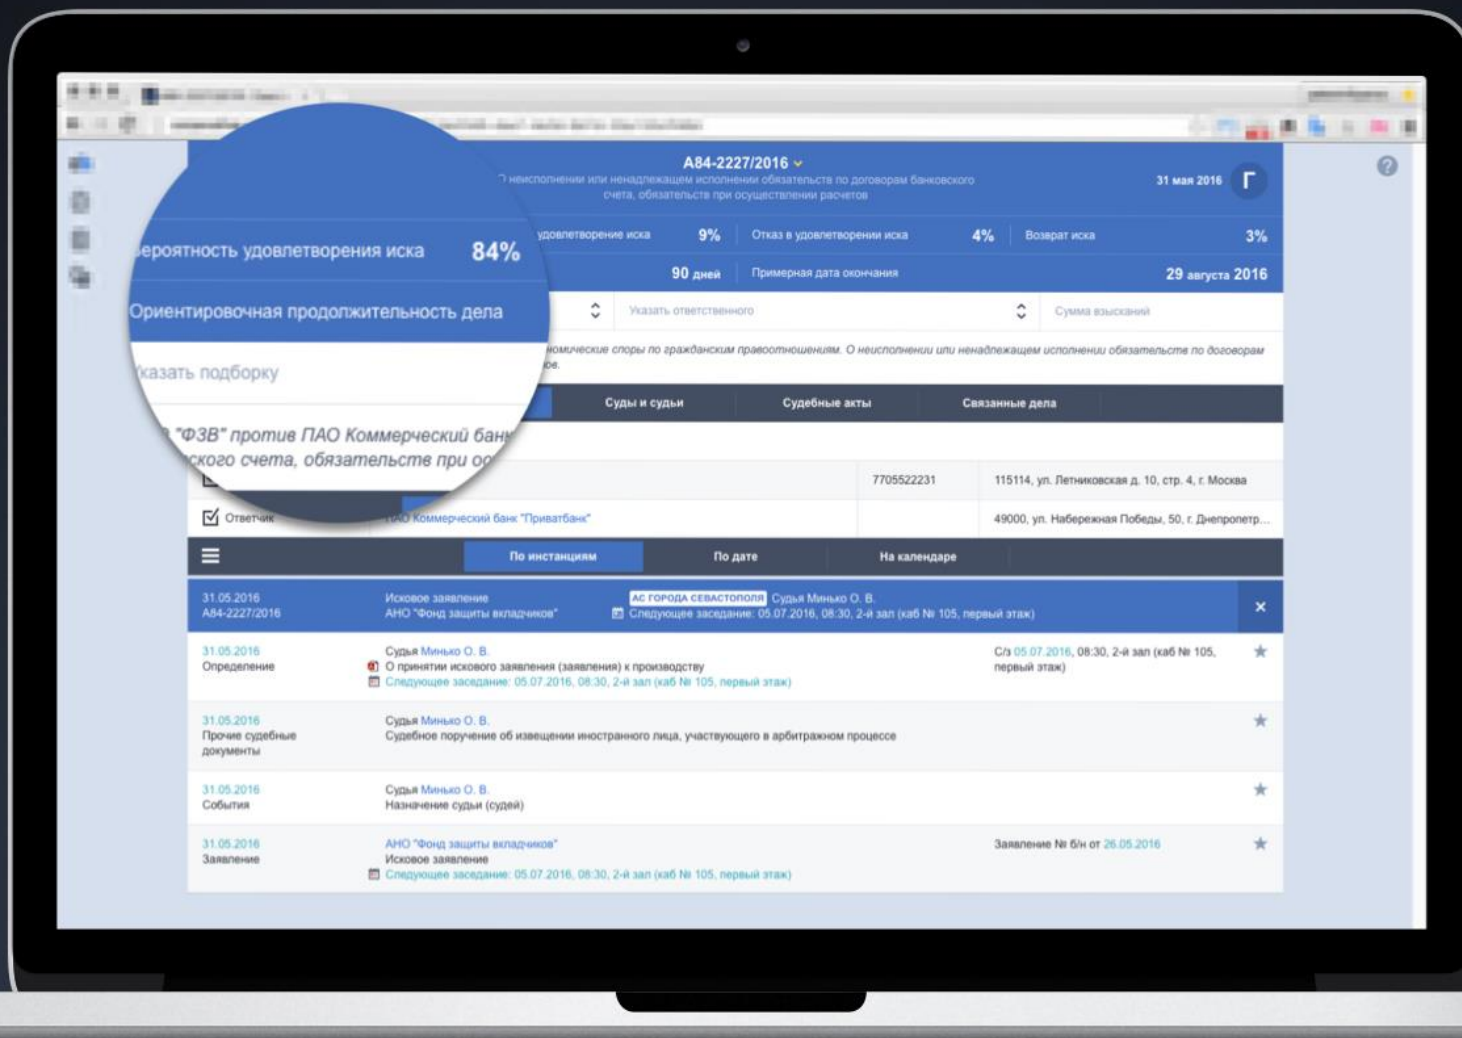 А84-2227/2016
О неисполнении или ненадлежащем исполнении обязательств по договорам банковского
счета, обязательств при осуществлении расчетов
31 мая 2016
Г
Вероятность удовлетворения иска 84%
удовлетворение иска 9%
Отказ в удовлетворении иска 4%
Возврат иска 3%
Ориентировочная продолжительность дела
90 дней
Примерная дата окончания
29 августа 2016
Указать подборку
Указать ответственного
Сумма взысканий
"ФЗВ" против ПАО Коммерческий банк
обязательств при
споры по гражданским правоотношениям. О неисполнении или ненадлежащем исполнении обязательств по договорам
Суды и судьи
Судебные акты
Связанные дела
7705522231
115114, ул. Летниковская д. 10, стр. 4, г. Москва
Ответчик
ПАО Коммерческий банк "Приватбанк"
49000, ул. Набережная Победы, 50, г. Днепропетр...
По инстанциям
По дате
На календаре
31.05.2016
А84-2227/2016
Исковое заявление
АНО "Фонд защиты вкладчиков"
АС ГОРОДА СЕВАСТОПОЛЯ Судья Минько О. В.
Следующее заседание: 05.07.2016, 08:30, 2-й зал (каб № 105, первый этаж)
31.05.2016
Определение
Судья Минько О. В.
О принятии искового заявления (заявления) к производству
Следующее заседание: 05.07.2016, 08:30, 2-й зал (каб № 105, первый этаж)
С/з 05.07.2016, 08:30, 2-й зал (каб № 105,
первый этаж)
31.05.2016
Прочие судебные
документы
Судья Минько О. В.
Судебное поручение об извещении иностранного лица, участвующего в арбитражном процессе
31.05.2016
События
Судья Минько О. В.
Назначение судьи (судей)
31.05.2016
Заявление
АНО "Фонд защиты вкладчиков"
Исковое заявление
Следующее заседание: 05.07.2016, 08:30, 2-й зал (каб № 105, первый этаж)
Заявление № б/н от 26.05.2016